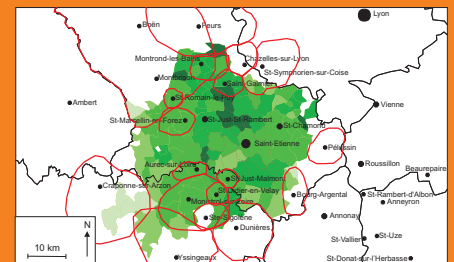 Lyon
Boën
Feurs
Montrond-les-Bains
Chazelles-sur-Lyon
St-Symphorien-sur-Coise
Montbrison
Saint-Galmier
St-Romain-le-Puy
Ambert
Vienne
St-Marcellin-en-Forez
St-Just-St-Rambert
St-Chamond
Saint-Etienne
Pélussin
Roussillon
Aurec-sur-Loire
Beaurepaire
St-Just-Malmont
Craponne-sur-Arzon
St-Didier-en-Velay
Bourg-Argental
St-Rambert-d'Albon
Monistrol-sur-Loire
Anneyron
Ste-Sigolène
Annonay
Dunières
St-Vallier
St-Uze
N
10 km
Yssingeaux
St-Donat-sur-l'Herbasse